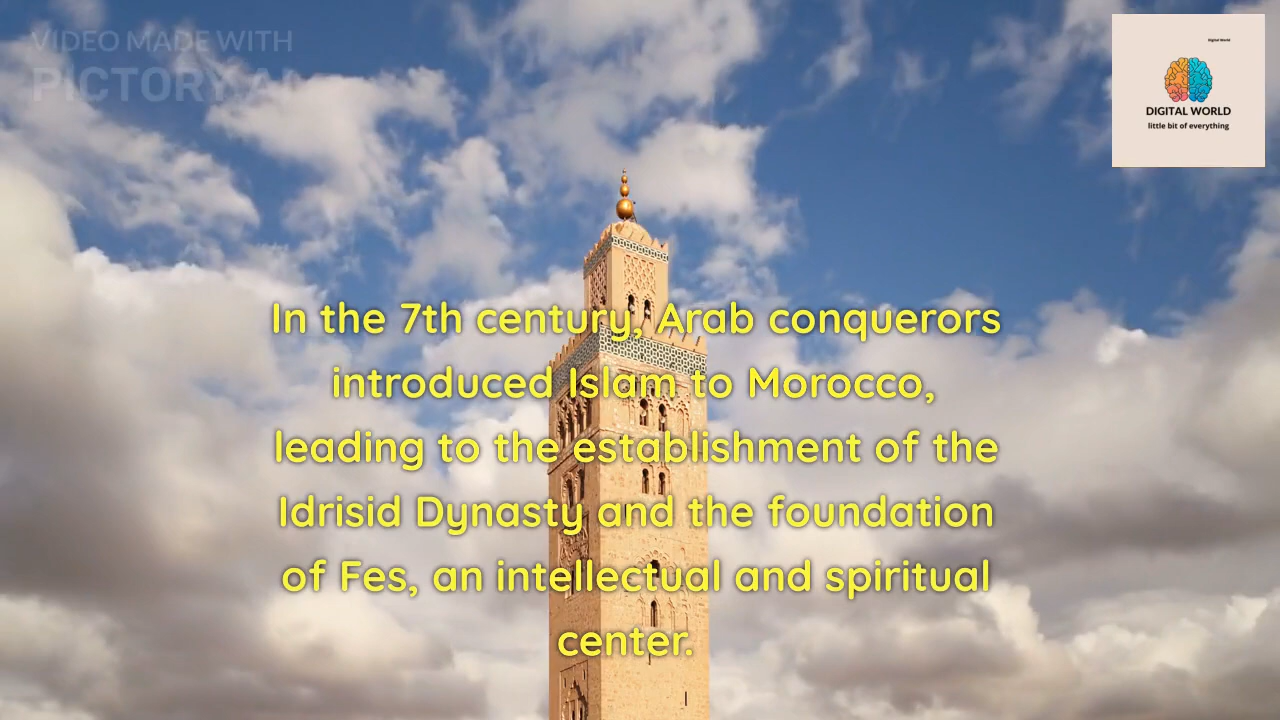 VIDEO MADE WITH
PICTORY AI
Digital World
DIGITAL WORLD
little bit of everything
In the 7th century, Arab conquerors
introduced Islam to Morocco,
leading to the establishment of the
Idrisid Dynasty and the foundation
of Fes, an intellectual and spiritual
center.